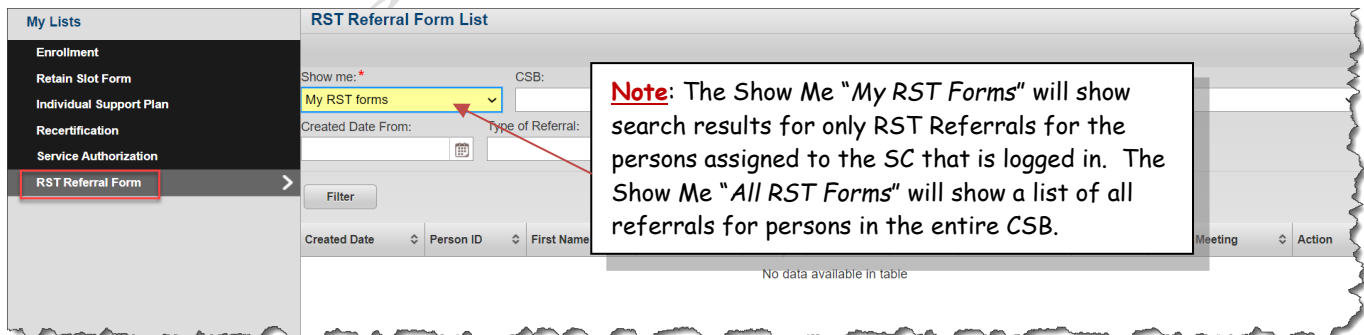 My Lists
RST Referral Form List
Enrollment
Retain Slot Form
Individual Support Plan
Recertification
Service Authorization
RST Referral Form
Show me:*
CSB:
My RST forms
Created Date From:
Type of Referral:
Filter
Note: The Show Me “My RST Forms” will show
search results for only RST Referrals for the
persons assigned to the SC that is logged in. The
Show Me “All RST Forms” will show a list of all
referrals for persons in the entire CSB.
Created Date
Person ID
First Name
Meeting
Action
No data available in table